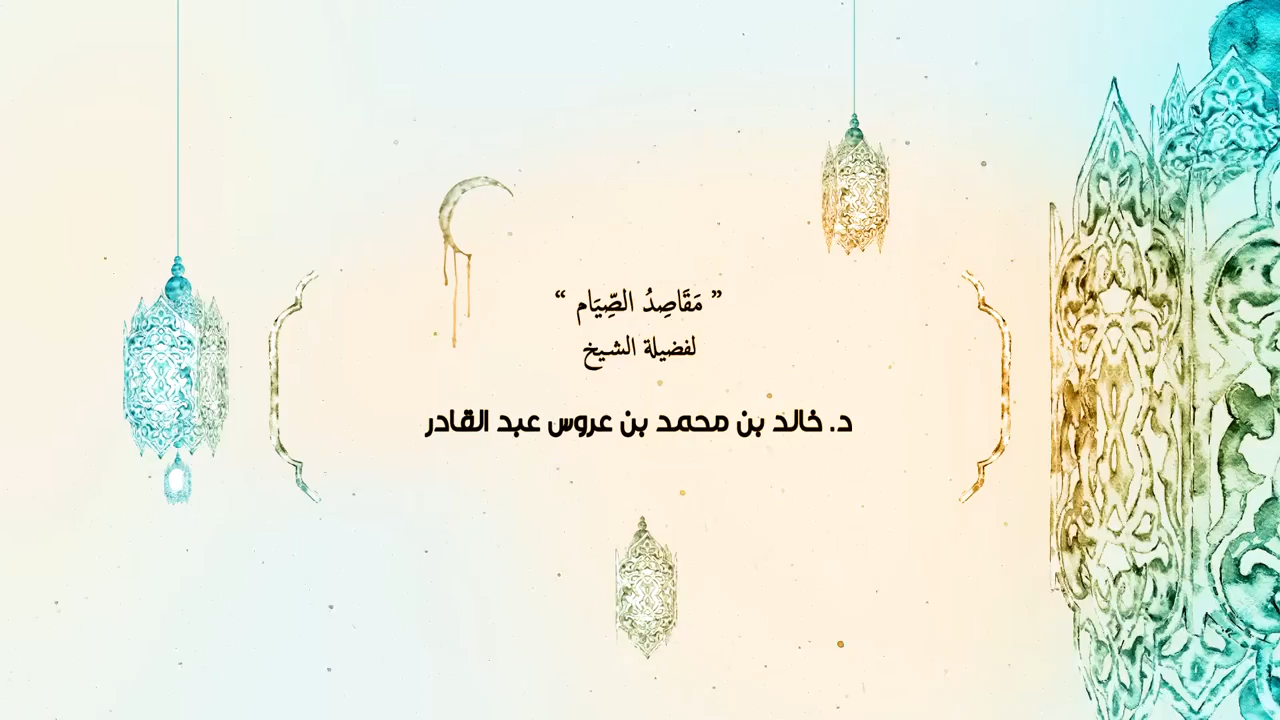 ” مَقَاصِدُ الصِّيَام “
لفضيلة الشيخ
د. خالد بن محمد بن عروس عبد القادر